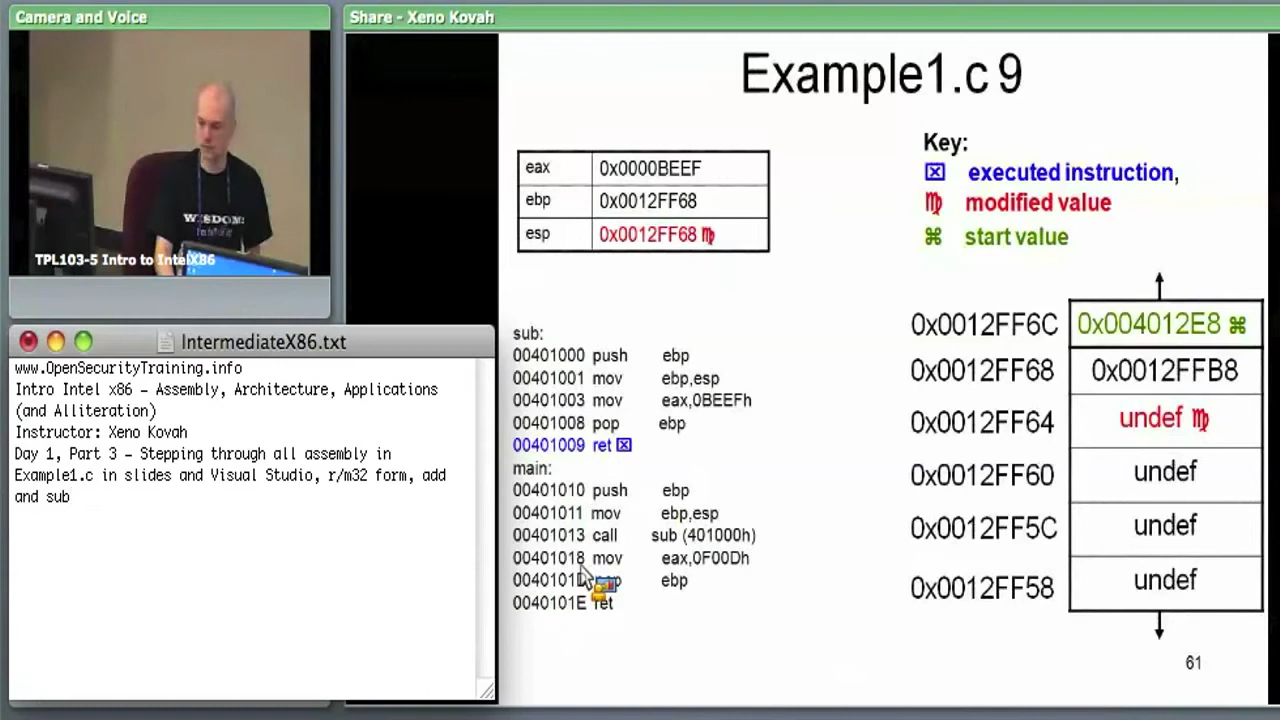 Camera and Voice
WISDOM:
TPL103-5 Intro to IntelX86
IntermediateX86.txt
www.OpenSecurityTraining.info
Intro Intel x86 – Assembly, Architecture, Applications
(and Alliteration)
Instructor: Xeno Kovah
Day 1, Part 3 – Stepping through all assembly in
Example1.c in slides and Visual Studio, r/m32 form, add
and sub
Share - Xeno Kovah
Example1.c 9
eax 0x0000BEEF
ebp 0x0012FF68
esp 0x0012FF68 ♍
Key:
⌧ executed instruction,
♍ modified value
⌘ start value
sub:
00401000 push ebp
00401001 mov ebp,esp
00401003 mov eax,0BEEFh
00401008 pop ebp
00401009 ret ⌧
main:
00401010 push ebp
00401011 mov ebp,esp
00401013 call sub (401000h)
00401018 mov eax,0F00Dh
0040101D pop ebp
0040101E ret
0x0012FF6C 0x004012E8 ⌘
0x0012FF68 0x0012FFB8
0x0012FF64 undef ♍
0x0012FF60 undef
0x0012FF5C undef
0x0012FF58 undef
61